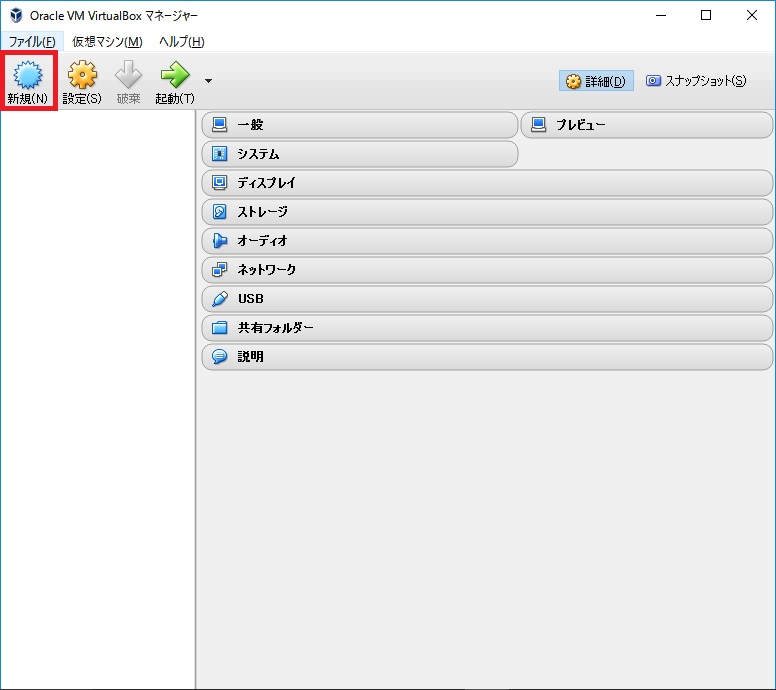 Oracle VM VirtualBox マネージャー
ファイル(F) 仮想マシン(M) ヘルプ(H)
新規(N) 設定(S) 破棄 起動(T) 詳細(D) スナップショット(S)
一般 プレビュー
システム
ディスプレイ
ストレージ
オーディオ
ネットワーク
USB
共有フォルダー
説明